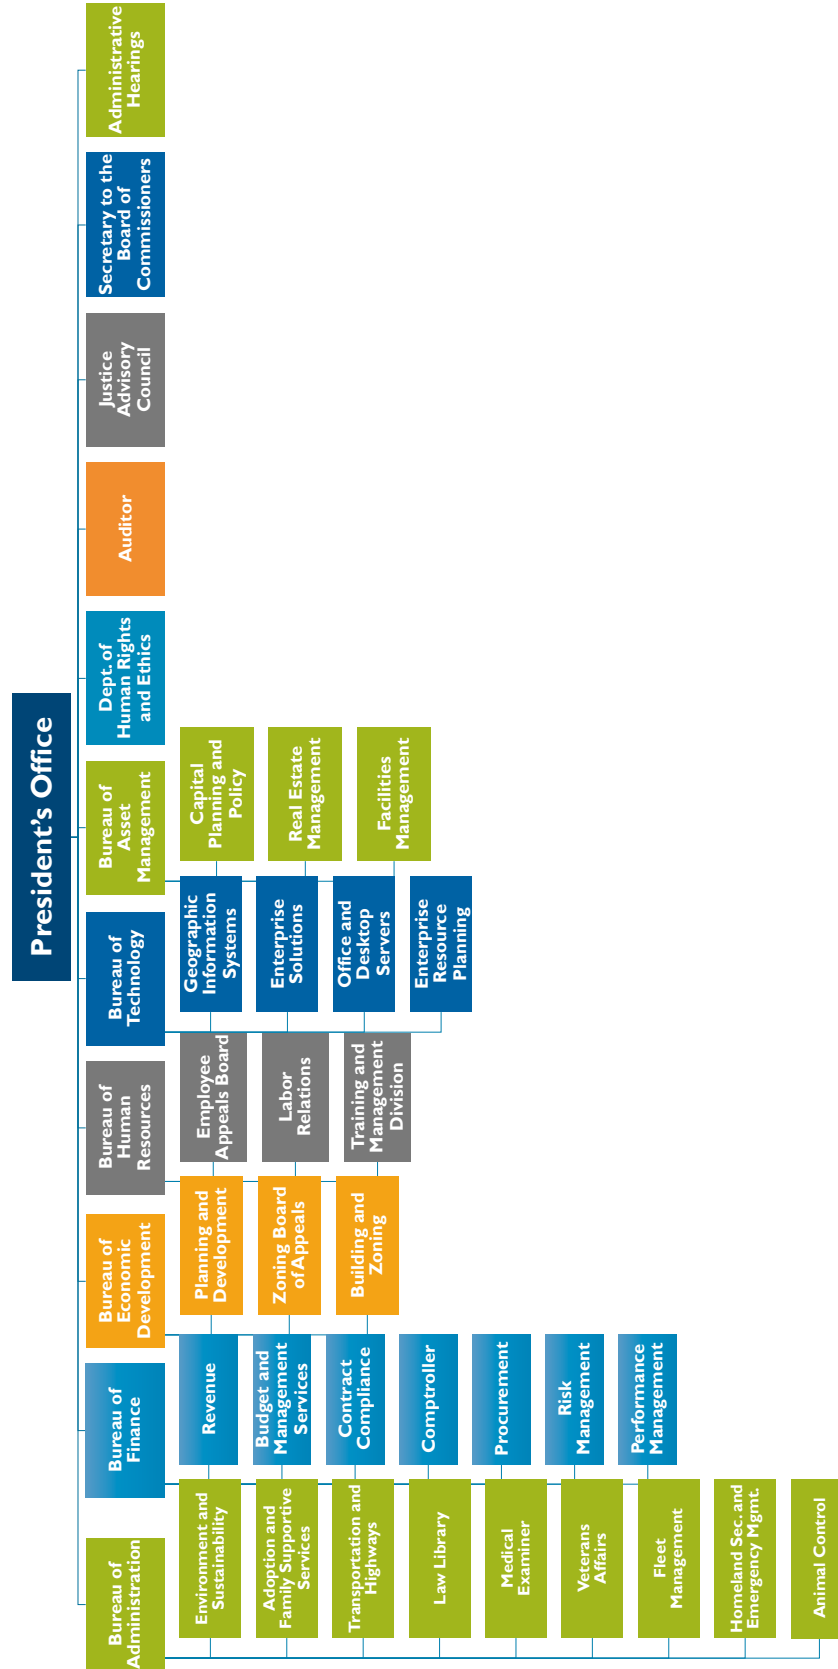 President's Office
Bureau of
Administration
Bureau of
Finance
Bureau of
Economic
Development
Bureau of
Human
Resources
Bureau of
Technology
Bureau of
Asset
Management
Dept. of
Human Rights
and Ethics
Auditor
Justice
Advisory
Council
Secretary to the
Board of
Commissioners
Administrative
Hearings
Environment and
Sustainability
Adoption and
Family Supportive
Services
Transportation and
Highways
Law Library
Medical
Examiner
Veterans
Affairs
Fleet
Management
Homeland Sec. and
Emergency Mgmt.
Animal Control
Revenue
Budget and
Management
Services
Contract
Compliance
Comptroller
Procurement
Risk
Management
Performance
Management
Planning and
Development
Zoning Board
of Appeals
Building and
Zoning
Employee
Appeals Board
Labor
Relations
Training and
Management
Division
Geographic
Information
Systems
Enterprise
Solutions
Office and
Desktop
Servers
Enterprise
Resource
Planning
Capital
Planning and
Policy
Real Estate
Management
Facilities
Management